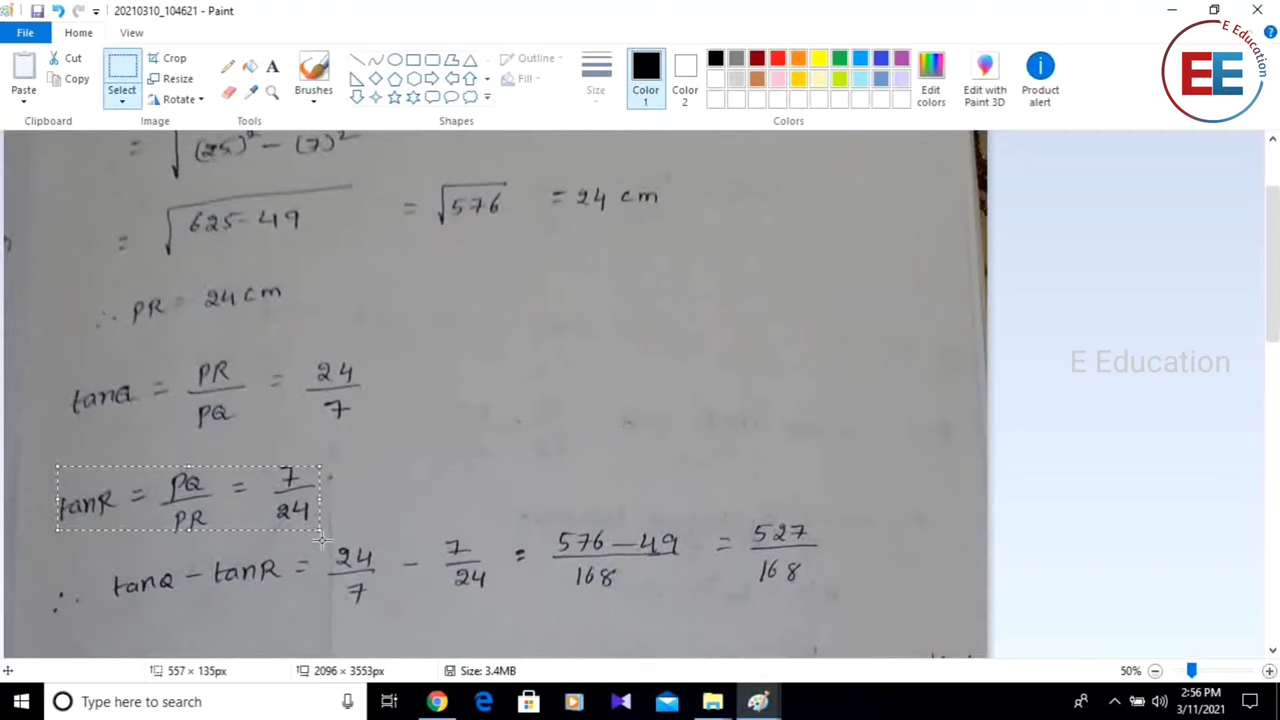 20210310_104621 - Paint
E Education
EE
File Home View
Paste Cut Copy
Clipboard
Select Crop Resize Rotate
Image
A
Tools
Brushes
Outline Fill
Shapes
Size
Color 1 Color 2
Edit colors
Colors
Edit with Paint 3D
Product alert
= √(25)² − (7)²
= √625-49 = √576 = 24 cm
∴ PR = 24 cm
tanQ = PR/PQ = 24/7
tanR = PQ/PR = 7/24
∴ tanQ − tanR = 24/7 − 7/24 = 576 − 49/168 = 527/168
E Education
557 × 135px 2096 × 3553px Size: 3.4MB 50%
Type here to search
2:56 PM
3/11/2021